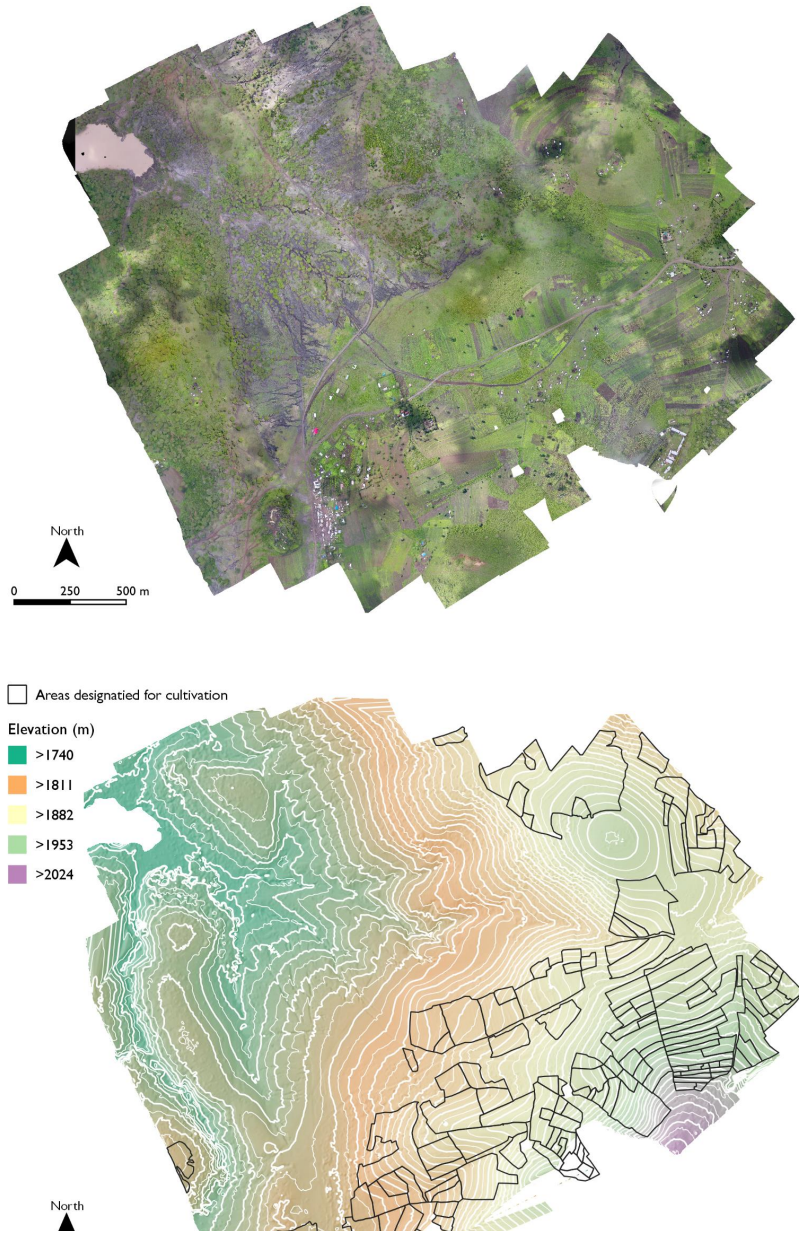 North
0 250 500 m
Areas designatied for cultivation
Elevation (m)
>1740
>1811
>1882
>1953
>2024
North